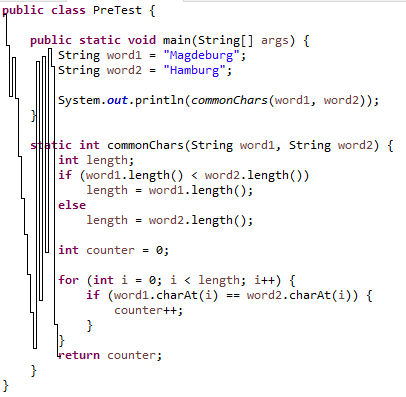 public class PreTest {
public static void main(String[] args) {
String word1 = "Magdeburg";
String word2 = "Hamburg";
System.out.println(commonChars(word1, word2));
}
static int commonChars(String word1, String word2) {
int length;
if (word1.length() < word2.length())
length = word1.length();
else
length = word2.length();
int counter = 0;
for (int i = 0; i < length; i++) {
if (word1.charAt(i) == word2.charAt(i)) {
counter++;
}
}
return counter;
}
}